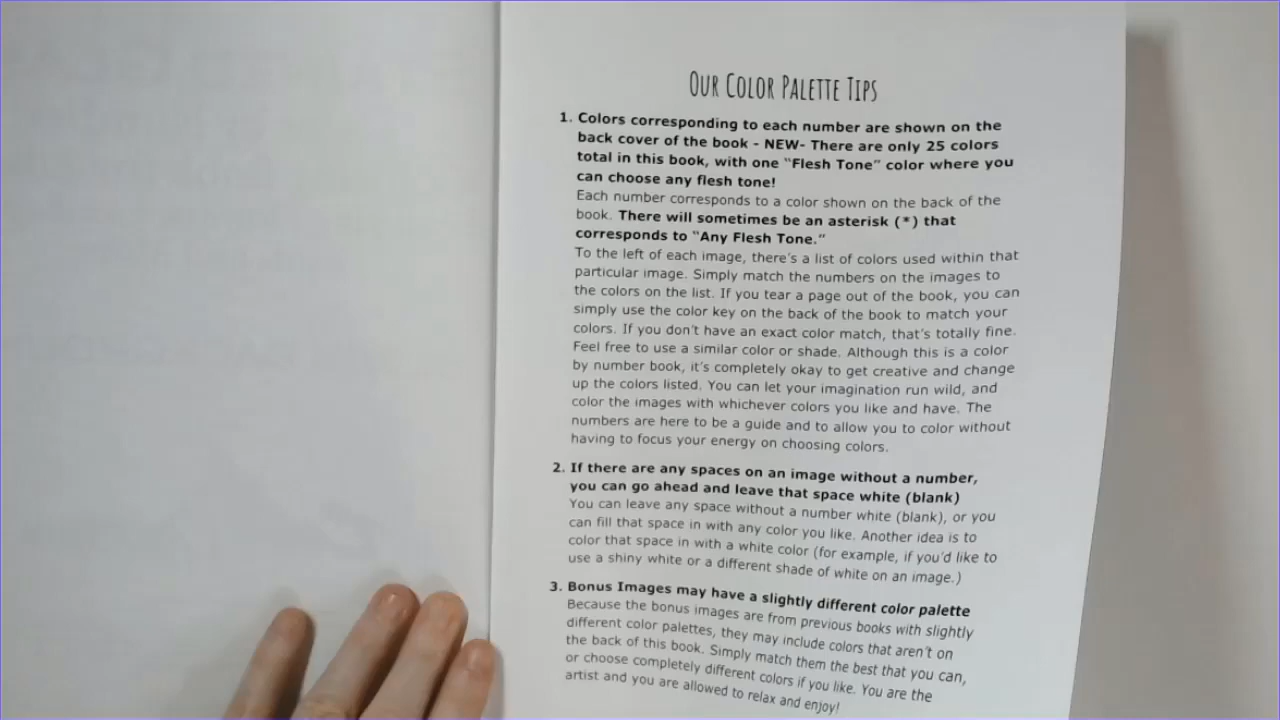 Our Color Palette Tips
1. Colors corresponding to each number are shown on the
back cover of the book - NEW- There are only 25 colors
total in this book, with one “Flesh Tone” color where you
can choose any flesh tone!
Each number corresponds to a color shown on the back of the
book. There will sometimes be an asterisk (*) that
corresponds to “Any Flesh Tone.”
To the left of each image, there’s a list of colors used within that
particular image. Simply match the numbers on the images to
the colors on the list. If you tear a page out of the book, you can
simply use the color key on the back of the book to match your
colors. If you don’t have an exact color match, that’s totally fine.
Feel free to use a similar color or shade. Although this is a color
by number book, it’s completely okay to get creative and change
up the colors listed. You can let your imagination run wild, and
color the images with whichever colors you like and have. The
numbers are here to be a guide and to allow you to color without
having to focus your energy on choosing colors.
2. If there are any spaces on an image without a number,
you can go ahead and leave that space white (blank)
You can leave any space without a number white (blank), or you
can fill that space in with any color you like. Another idea is to
color that space in with a white color (for example, if you’d like to
use a shiny white or a different shade of white on an image.)
3. Bonus Images may have a slightly different color palette
Because the bonus images are from previous books with slightly
different color palettes, they may include colors that aren’t on
the back of this book. Simply match them the best that you can,
or choose completely different colors if you like. You are the
artist and you are allowed to relax and enjoy!